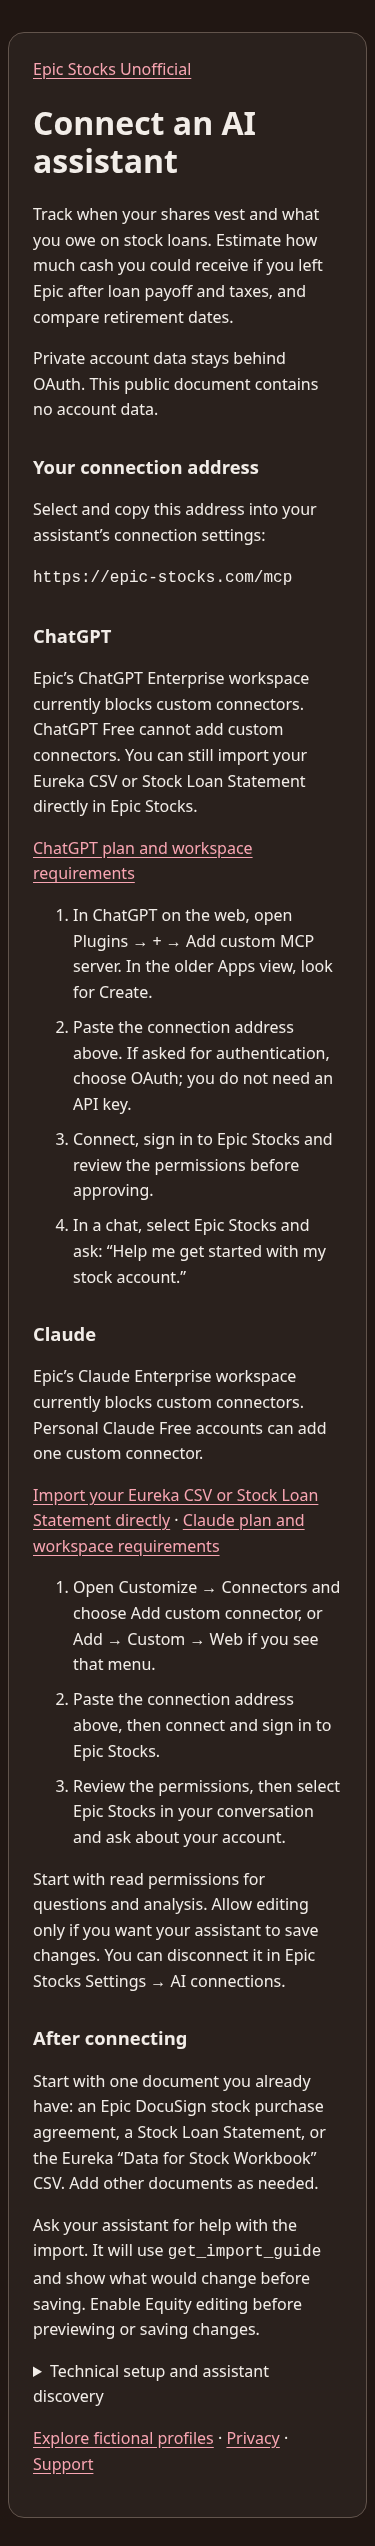 Epic Stocks Unofficial
Connect an AI
assistant
Track when your shares vest and what
you owe on stock loans. Estimate how
much cash you could receive if you left
Epic after loan payoff and taxes, and
compare retirement dates.
Private account data stays behind
OAuth. This public document contains
no account data.
Your connection address
Select and copy this address into your
assistant’s connection settings:
https://epic-stocks.com/mcp
ChatGPT
Epic’s ChatGPT Enterprise workspace
currently blocks custom connectors.
ChatGPT Free cannot add custom
connectors. You can still import your
Eureka CSV or Stock Loan Statement
directly in Epic Stocks.
ChatGPT plan and workspace
requirements
1. In ChatGPT on the web, open
Plugins → + → Add custom MCP
server. In the older Apps view, look
for Create.
2. Paste the connection address
above. If asked for authentication,
choose OAuth; you do not need an
API key.
3. Connect, sign in to Epic Stocks and
review the permissions before
approving.
4. In a chat, select Epic Stocks and
ask: “Help me get started with my
stock account.”
Claude
Epic’s Claude Enterprise workspace
currently blocks custom connectors.
Personal Claude Free accounts can add
one custom connector.
Import your Eureka CSV or Stock Loan
Statement directly · Claude plan and
workspace requirements
1. Open Customize → Connectors and
choose Add custom connector, or
Add → Custom → Web if you see
that menu.
2. Paste the connection address
above, then connect and sign in to
Epic Stocks.
3. Review the permissions, then select
Epic Stocks in your conversation
and ask about your account.
Start with read permissions for
questions and analysis. Allow editing
only if you want your assistant to save
changes. You can disconnect it in Epic
Stocks Settings → AI connections.
After connecting
Start with one document you already
have: an Epic DocuSign stock purchase
agreement, a Stock Loan Statement, or
the Eureka “Data for Stock Workbook”
CSV. Add other documents as needed.
Ask your assistant for help with the
import. It will use get_import_guide
and show what would change before
saving. Enable Equity editing before
previewing or saving changes.
▶ Technical setup and assistant
discovery
Explore fictional profiles · Privacy ·
Support